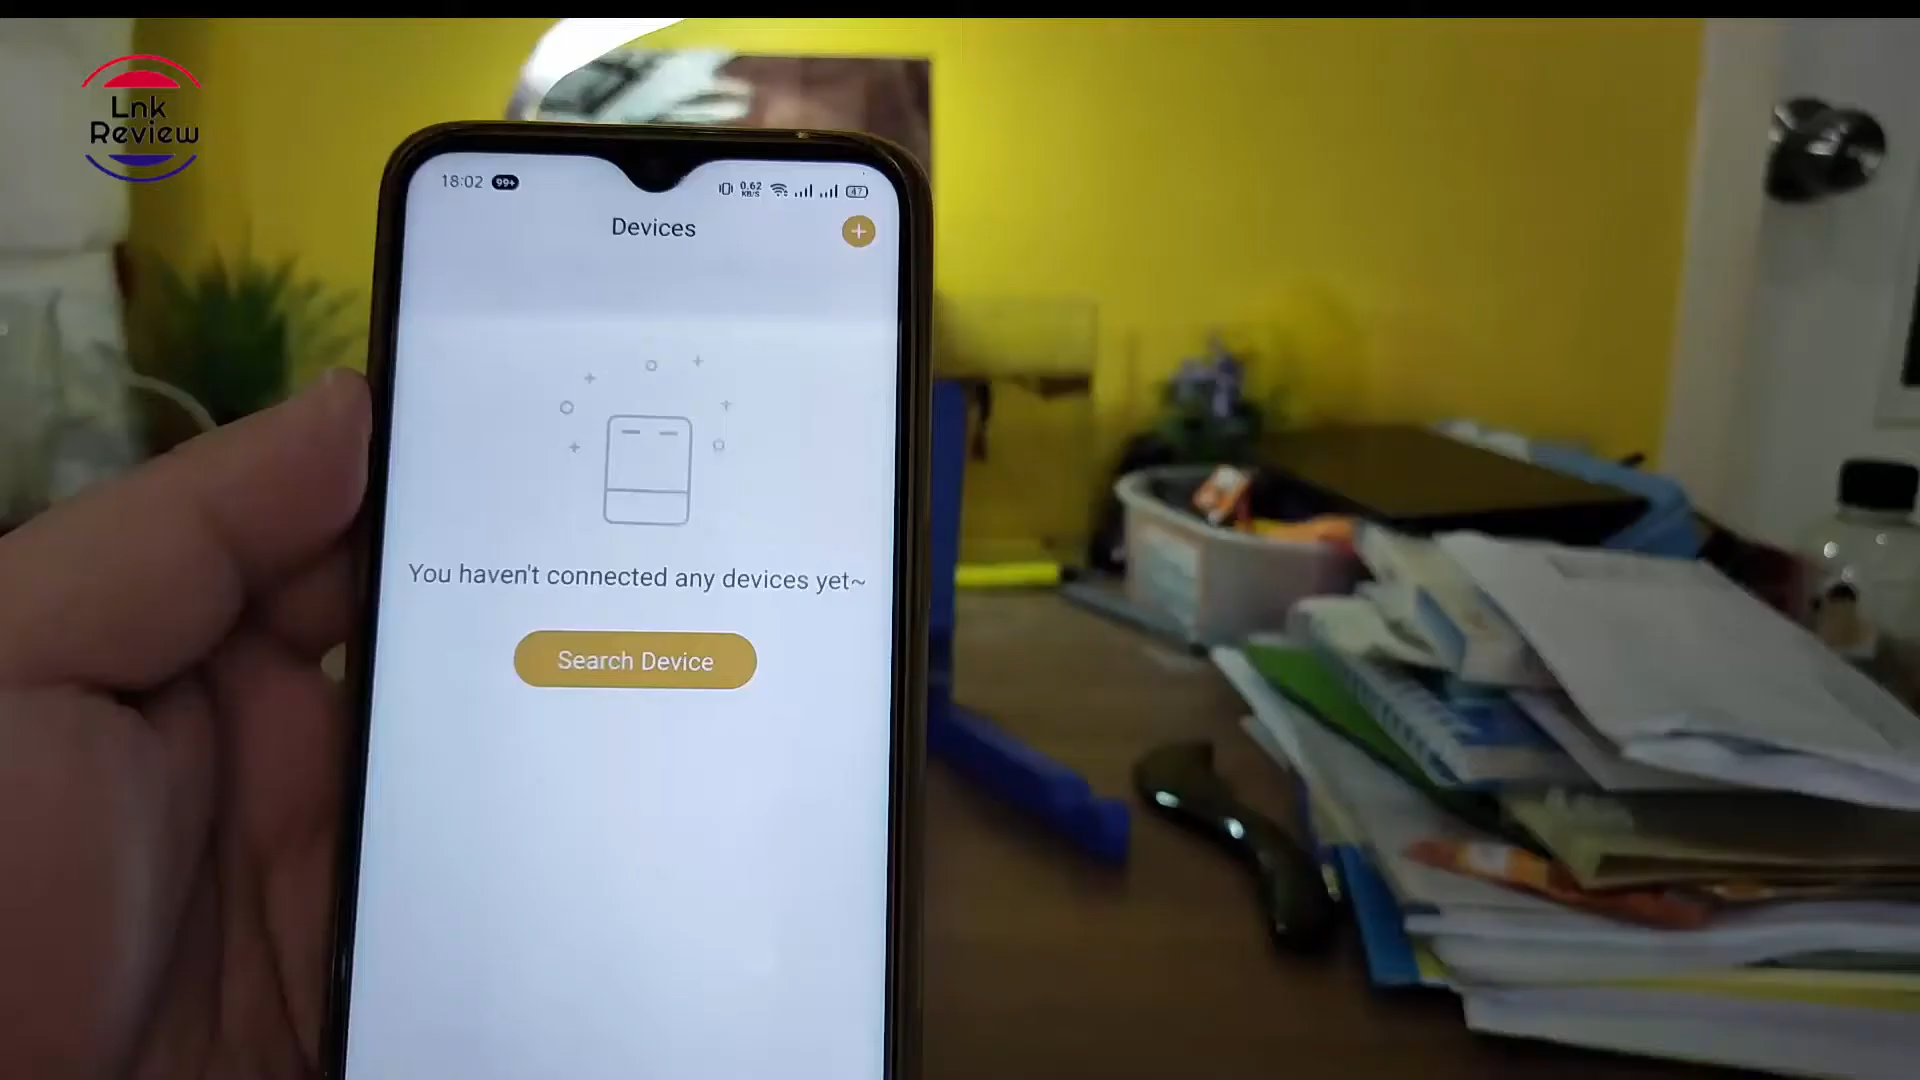 Lnk
Review
18:02 99+
0.62
KB/S
47
Devices
+
You haven't connected any devices yet~
Search Device